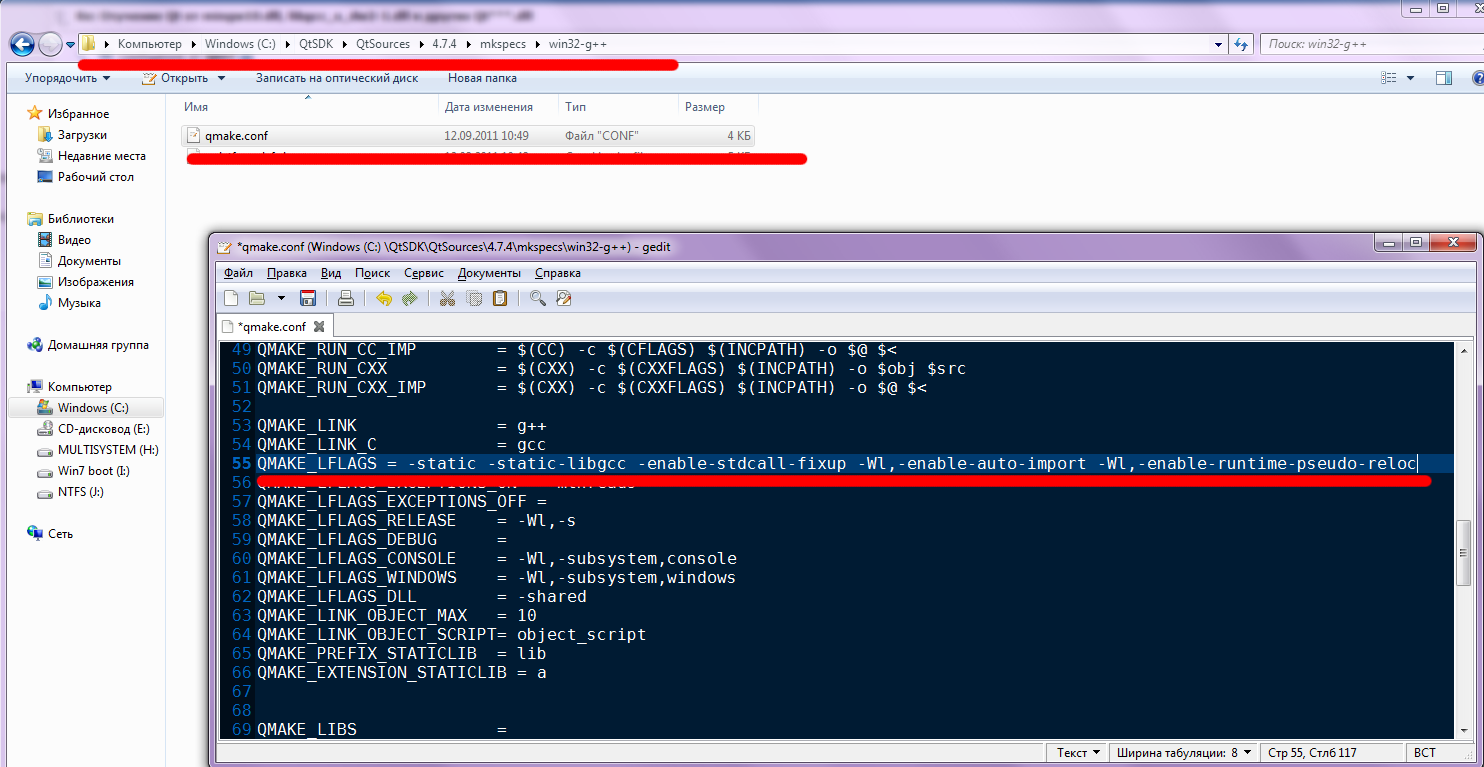 Компьютер Windows (C:) QtSDK QtSources 4.7.4 mkspecs win32-g++ Поиск: win32-g++
Упорядочить Открыть Записать на оптический диск Новая папка
Имя Дата изменения Тип Размер
qmake.conf 12.09.2011 10:49 Файл "CONF" 4 КБ
Избранное
Загрузки
Недавние места
Рабочий стол
Библиотеки
Видео
Документы
Изображения
Музыка
Домашняя группа
Компьютер
Windows (C:)
CD-дисковод (E:)
MULTISYSTEM (H:)
Win7 boot (I:)
NTFS (J:)
Сеть
*qmake.conf (Windows (C:) \QtSDK\QtSources\4.7.4\mkspecs\win32-g++) - gedit
Файл Правка Вид Поиск Сервис Документы Справка
*qmake.conf
49 QMAKE_RUN_CC_IMP = $(CC) -c $(CFLAGS) $(INCPATH) -o $@ $<
50 QMAKE_RUN_CXX = $(CXX) -c $(CXXFLAGS) $(INCPATH) -o $obj $src
51 QMAKE_RUN_CXX_IMP = $(CXX) -c $(CXXFLAGS) $(INCPATH) -o $@ $<
52
53 QMAKE_LINK = g++
54 QMAKE_LINK_C = gcc
55 QMAKE_LFLAGS = -static -static-libgcc -enable-stdcall-fixup -Wl,-enable-auto-import -Wl,-enable-runtime-pseudo-reloc
56
57 QMAKE_LFLAGS_EXCEPTIONS_OFF =
58 QMAKE_LFLAGS_RELEASE = -Wl,-s
59 QMAKE_LFLAGS_DEBUG =
60 QMAKE_LFLAGS_CONSOLE = -Wl,-subsystem,console
61 QMAKE_LFLAGS_WINDOWS = -Wl,-subsystem,windows
62 QMAKE_LFLAGS_DLL = -shared
63 QMAKE_LINK_OBJECT_MAX = 10
64 QMAKE_LINK_OBJECT_SCRIPT= object_script
65 QMAKE_PREFIX_STATICLIB = lib
66 QMAKE_EXTENSION_STATICLIB = a
67
68
69 QMAKE_LIBS =
Текст Ширина табуляции: 8 Стр 55, Стлб 117 ВСТ